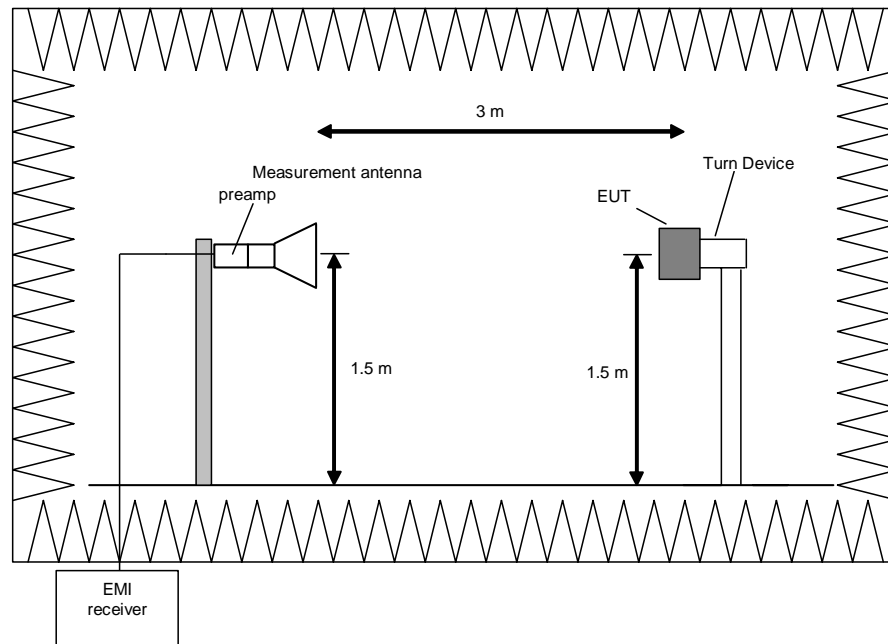 3 m
Measurement antenna
preamp
Turn Device
EUT
1.5 m
1.5 m
EMI
receiver